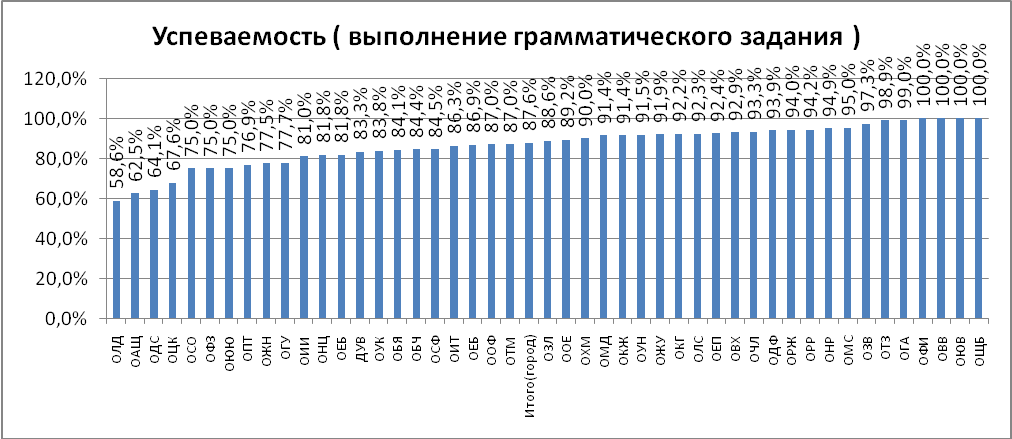 Успеваемость ( выполнение грамматического задания )
120,0%
100,0%
80,0%
60,0%
40,0%
20,0%
0,0%
58,6%
62,5%
64,1%
67,6%
75,0%
75,0%
75,0%
76,9%
77,5%
77,7%
81,0%
81,8%
81,8%
83,3%
83,8%
84,1%
84,4%
84,5%
86,3%
86,9%
87,0%
87,0%
87,6%
88,6%
89,2%
90,0%
91,4%
91,4%
91,5%
91,9%
92,2%
92,3%
92,4%
92,9%
93,3%
93,9%
94,0%
94,2%
94,9%
95,0%
97,3%
98,9%
99,0%
100,0%
100,0%
100,0%
100,0%
ОЛД
ОАЩ
ОДС
ОЦК
ОСО
ОФЗ
ОЮЮ
ОПТ
ОЖН
ОГУ
ОИИ
ОНЦ
ОЕБ
ДУВ
ОУК
ОБЯ
ОБЧ
ОСФ
ОИТ
ОЕБ
ООФ
ОТМ
Итого(город)
ОЗЛ
ООЕ
ОХМ
ОМД
ОКЖ
ОУН
ОЖУ
ОКГ
ОЛС
ОЕП
ОВХ
ОЧЛ
ОДФ
ОРЖ
ОРР
ОНР
ОМС
ОЗВ
ОТЗ
ОГА
ОФИ
ОВВ
ОЮВ
ОЩБ